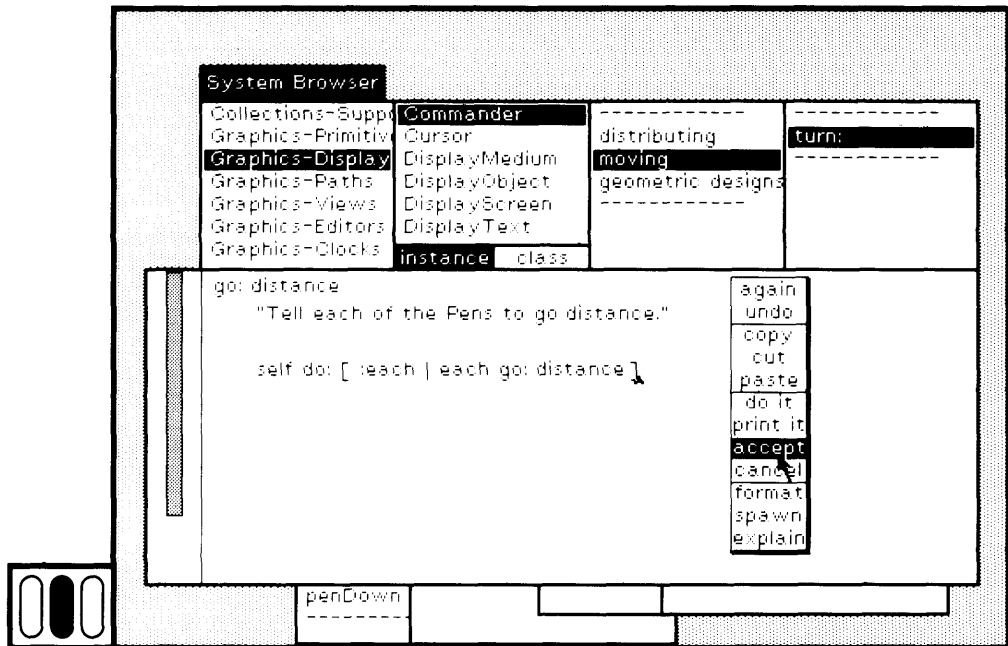 System Browser
Collections-Suppo
Graphics-Primitiv
Graphics-Display
Graphics-Paths
Graphics-Views
Graphics-Editors
Graphics-Clocks
Commander
Cursor
DisplayMedium
DisplayObject
DisplayScreen
DisplayText
instance class
------------
distributing
moving
geometric designs
------------
------------
turn:
------------
go: distance
"Tell each of the Pens to go distance."
self do: [ :each | each go: distance ]
again
undo
copy
cut
paste
do it
print it
accept
cancel
format
spawn
explain
penDown
---------